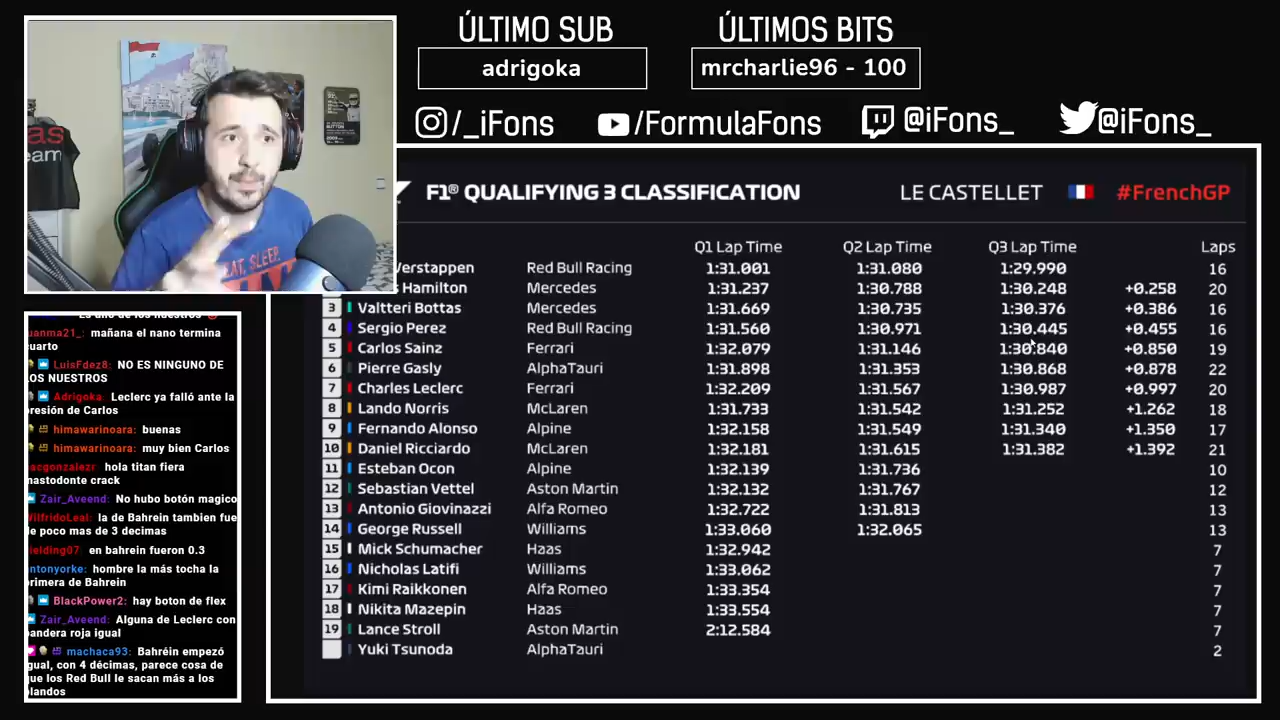 ÚLTIMO SUB
adrigoka
ÚLTIMOS BITS
mrcharlie96 - 100
/_iFons
/FormulaFons
@iFons_
@iFons_
F1® QUALIFYING 3 CLASSIFICATION
LE CASTELLET
#FrenchGP
Q1 Lap Time Q2 Lap Time Q3 Lap Time Laps
Verstappen Red Bull Racing 1:31.001 1:31.080 1:29.990 16
Hamilton Mercedes 1:31.237 1:30.788 1:30.248 +0.258 20
3 Valtteri Bottas Mercedes 1:31.669 1:30.735 1:30.376 +0.386 16
4 Sergio Perez Red Bull Racing 1:31.560 1:30.971 1:30.445 +0.455 16
5 Carlos Sainz Ferrari 1:32.079 1:31.146 1:30.840 +0.850 19
6 Pierre Gasly AlphaTauri 1:31.898 1:31.353 1:30.868 +0.878 22
7 Charles Leclerc Ferrari 1:32.209 1:31.567 1:30.987 +0.997 20
8 Lando Norris McLaren 1:31.733 1:31.542 1:31.252 +1.262 18
9 Fernando Alonso Alpine 1:32.158 1:31.549 1:31.340 +1.350 17
10 Daniel Ricciardo McLaren 1:32.181 1:31.615 1:31.382 +1.392 21
11 Esteban Ocon Alpine 1:32.139 1:31.736 10
12 Sebastian Vettel Aston Martin 1:32.132 1:31.767 12
13 Antonio Giovinazzi Alfa Romeo 1:32.722 1:31.813 13
14 George Russell Williams 1:33.060 1:32.065 13
15 Mick Schumacher Haas 1:32.942 7
16 Nicholas Latifi Williams 1:33.062 7
17 Kimi Raikkonen Alfa Romeo 1:33.354 7
18 Nikita Mazepin Haas 1:33.554 7
19 Lance Stroll Aston Martin 2:12.584 7
Yuki Tsunoda AlphaTauri 2
uanma21_: mañana el nano termina
cuarto
LuisFdez8: NO ES NINGUNO DE
LOS NUESTROS
Adrigoka: Leclerc ya falló ante la
presión de Carlos
himawarinoara: buenas
himawarinoara: muy bien Carlos
hola titan fiera
mastodonte crack
Zair_Aveend: No hubo botón magico
WilfridoLeal: la de Bahrein tambien fue
de poco mas de 3 decimas
ielding07 en bahrein fueron 0.3
ntonyorke: hombre la más tocha la
primera de Bahrein
BlackPower2: hay boton de flex
Zair_Aveend: Alguna de Leclerc con
bandera roja igual
machaca93: Bahréin empezó
igual, con 4 décimas, parece cosa de
que los Red Bull le sacan más a los
blandos